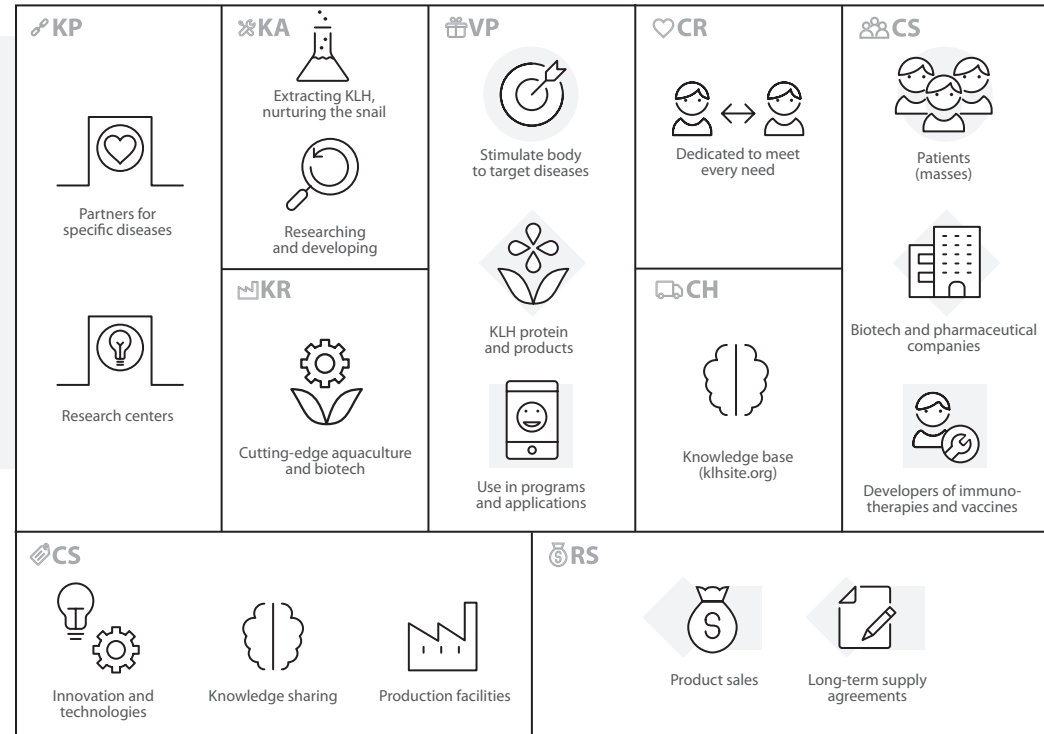 KP
Partners for
specific diseases
Research centers
KA
Extracting KLH,
nurturing the snail
Researching
and developing
KR
Cutting-edge aquaculture
and biotech
VP
Stimulate body
to target diseases
KLH protein
and products
Use in programs
and applications
CR
Dedicated to meet
every need
CH
Knowledge base
(klhsite.org)
CS
Patients
(masses)
Biotech and pharmaceutical
companies
Developers of immuno-
therapies and vaccines
CS
Innovation and
technologies
Knowledge sharing
Production facilities
$ RS
$
Product sales
Long-term supply
agreements